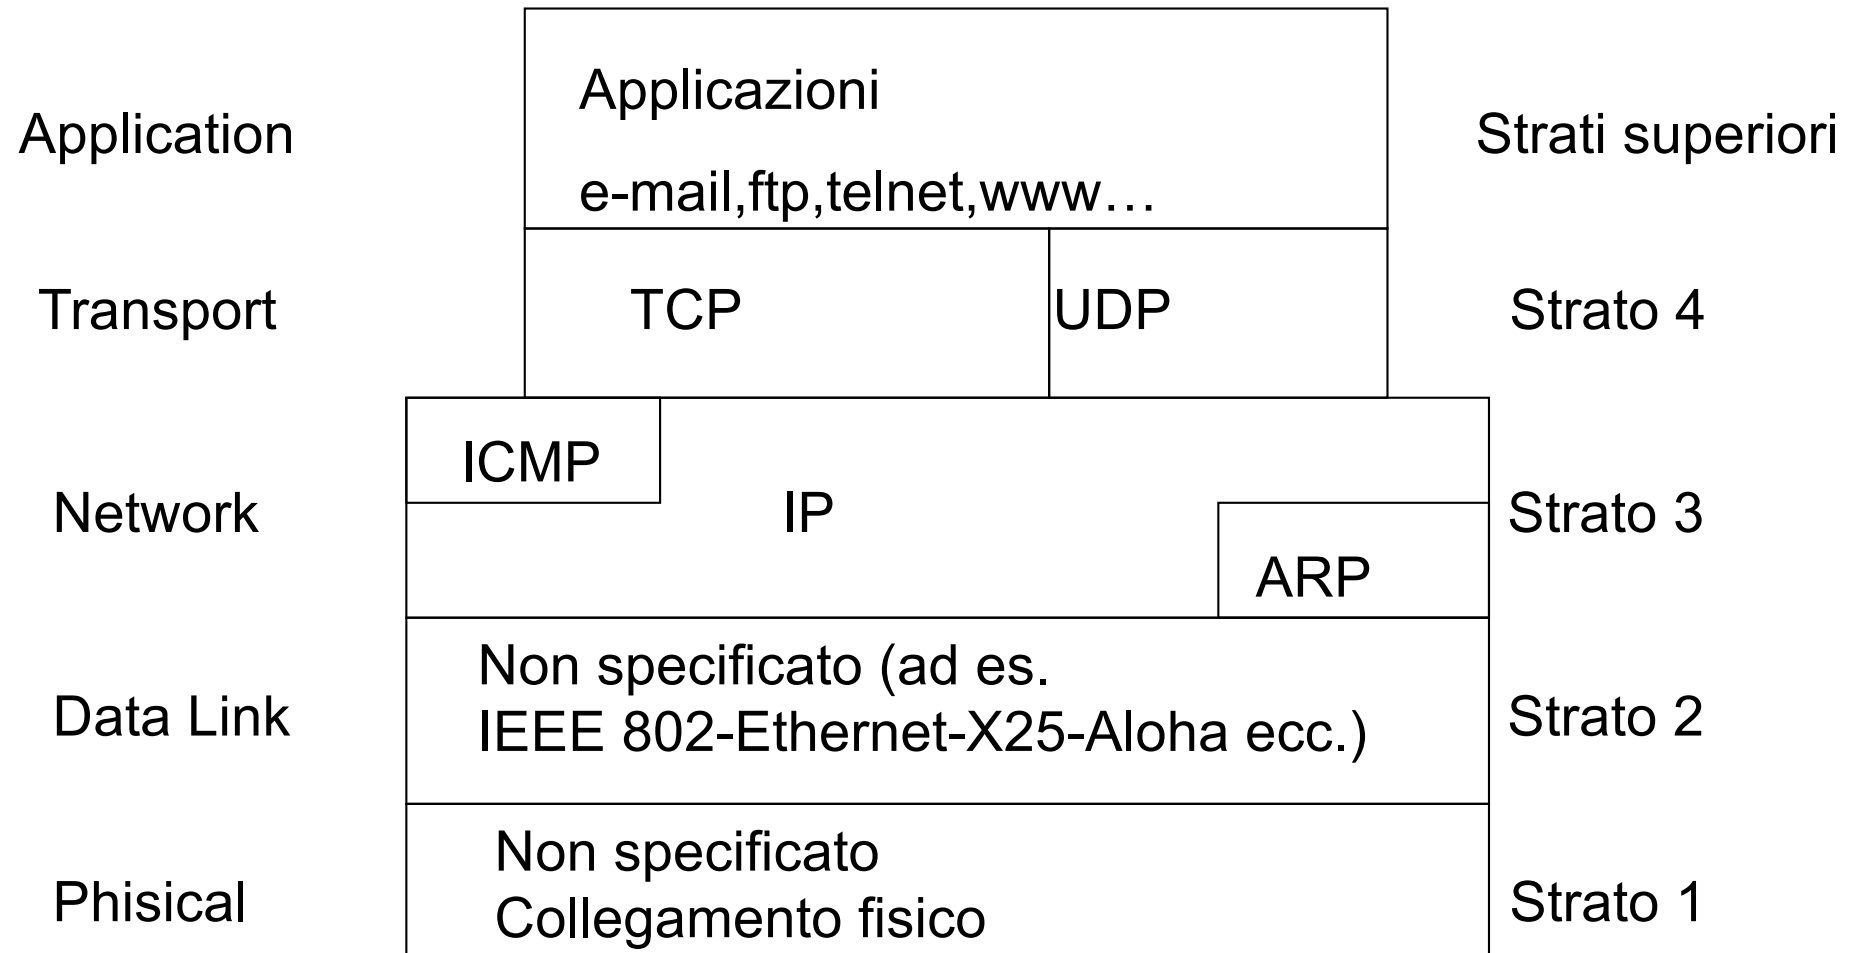 Applicazioni
Application
Strati superiori
e-mail,ftp,telnet,www…
Transport
TCP
UDP
Strato 4
ICMP
Network
IP
Strato 3
ARP
Non specificato (ad es.
Data Link
IEEE 802-Ethernet-X25-Aloha ecc.)
Strato 2
Non specificato
Phisical
Collegamento fisico
Strato 1